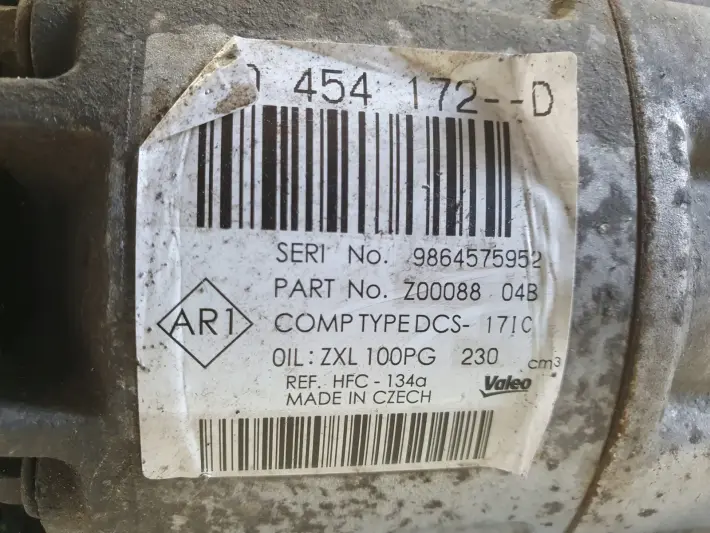 454 172--D
SERI No. 9864575952
PART No. Z00088 04B
AR1
COMP TYPE DCS- 17IC
OIL: ZXL 100PG 230 cm³
REF. HFC - 134a
MADE IN CZECH
Valeo